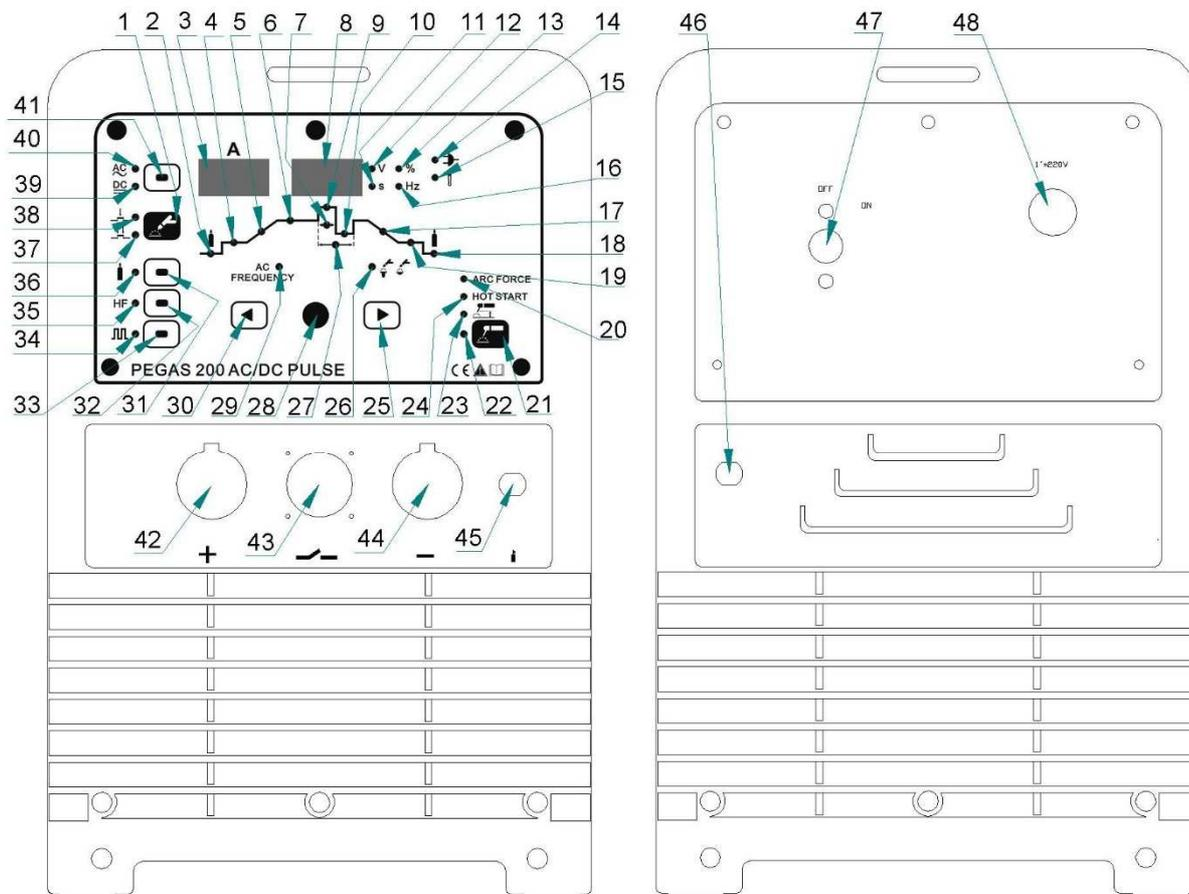 1 2 3 4 5 6 7 8 9 10 11 12 13 14
15
16
17
18
19
20
41
40
39
38
37
36
35
34
A
AC
DC
V %
s Hz
AC
FREQUENCY
HF
ARC FORCE
HOT START
PEGAS 200 AC/DC PULSE
CE
33 32 31 30 29 28 27 26 25 24 23 22 21
42 43 44 45
+ −
46 47 48
OFF
ON
1~220V